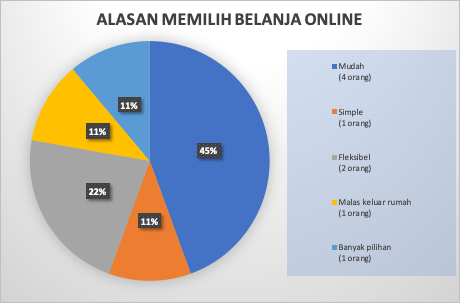 ALASAN MEMILIH BELANJA ONLINE
45%
11%
22%
11%
11%
Mudah
(4 orang)
Simple
(1 orang)
Fleksibel
(2 orang)
Malas keluar rumah
(1 orang)
Banyak pilihan
(1 orang)